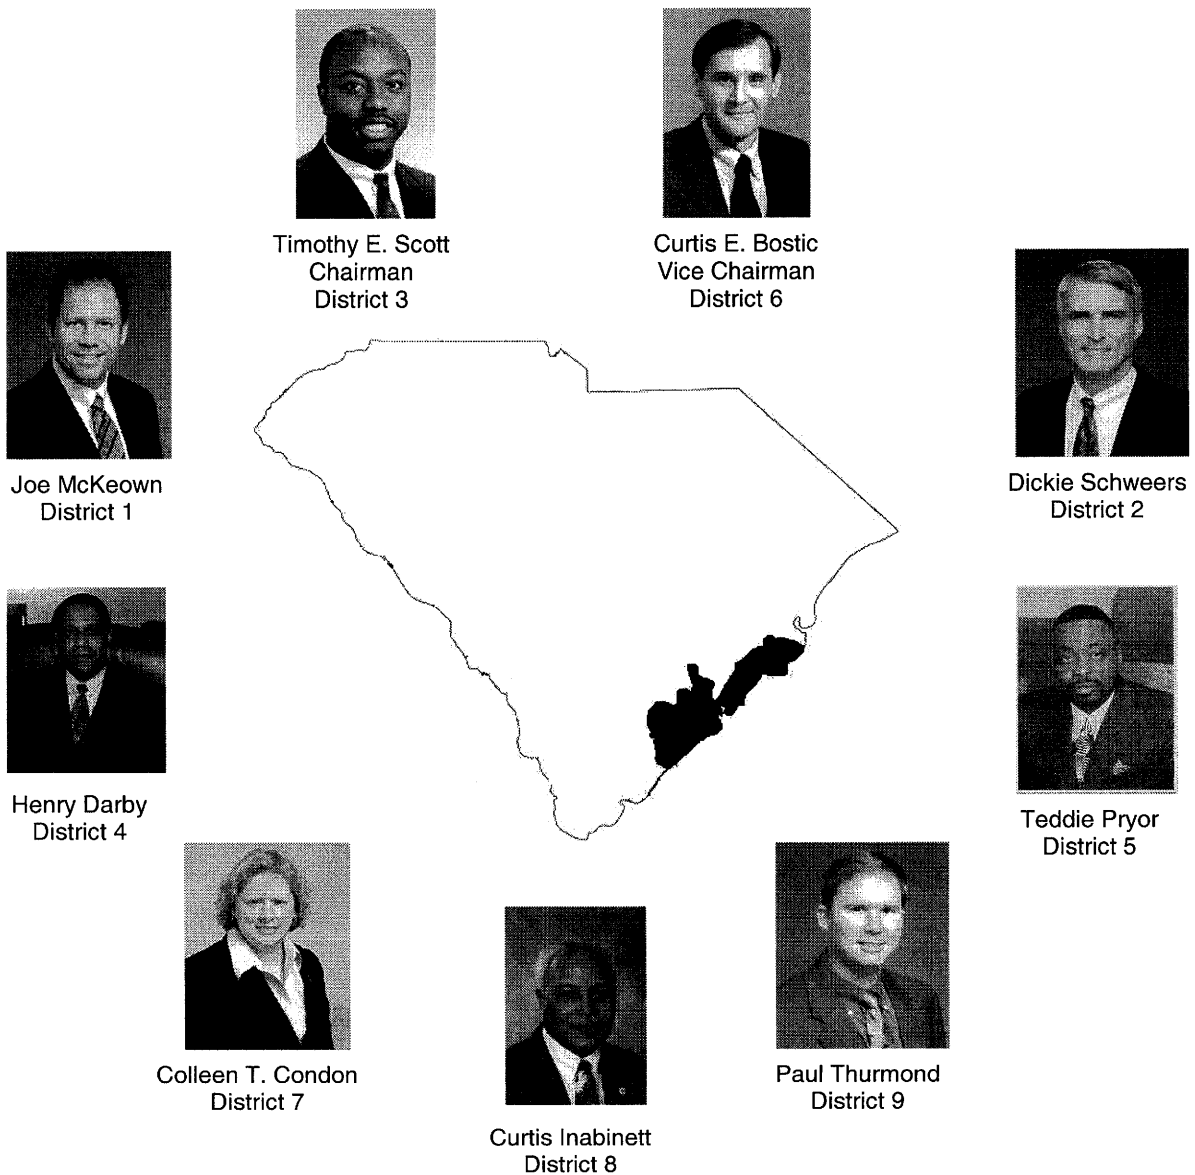 Timothy E. Scott
Chairman
District 3
Curtis E. Bostic
Vice Chairman
District 6
Joe McKeown
District 1
Dickie Schweers
District 2
Henry Darby
District 4
Teddie Pryor
District 5
Colleen T. Condon
District 7
Paul Thurmond
District 9
Curtis Inabinett
District 8